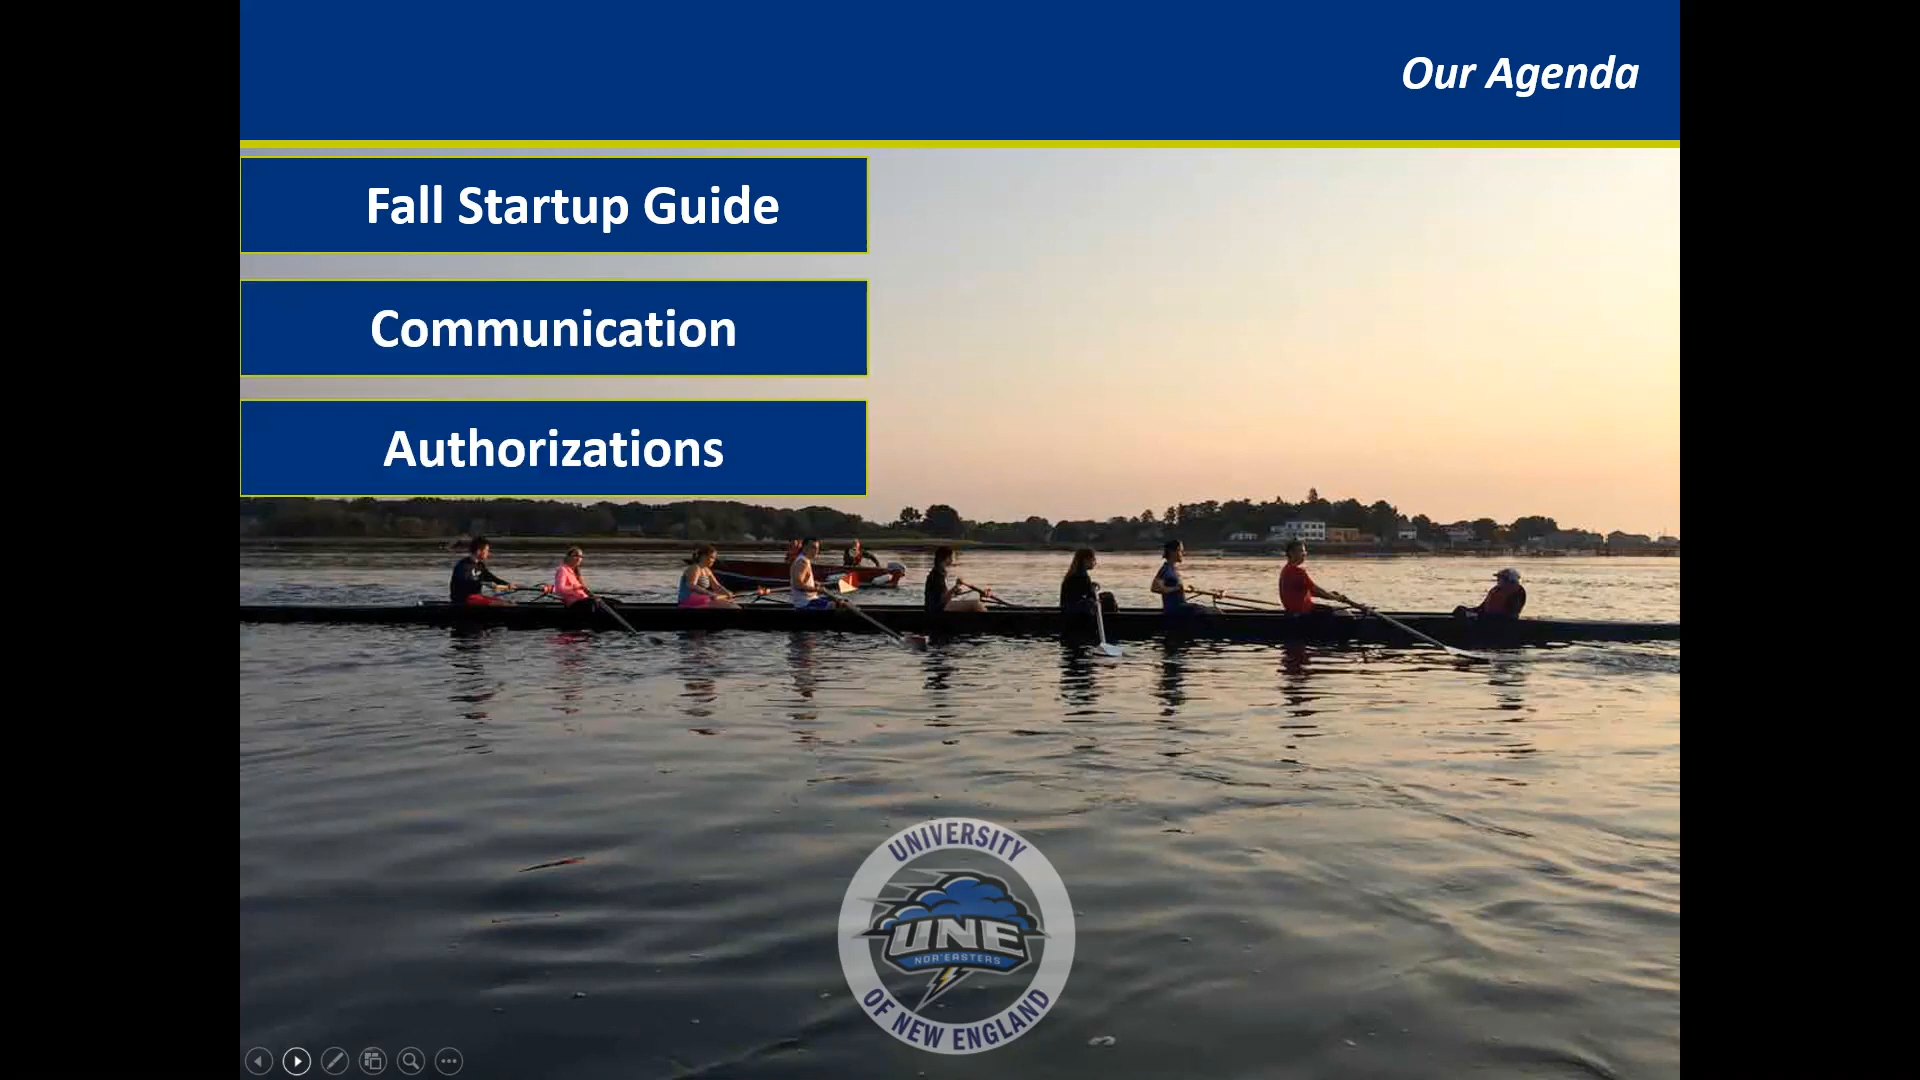 Our Agenda
Fall Startup Guide
Communication
Authorizations
UNIVERSITY
UNE
NOR'EASTERS
OF NEW ENGLAND